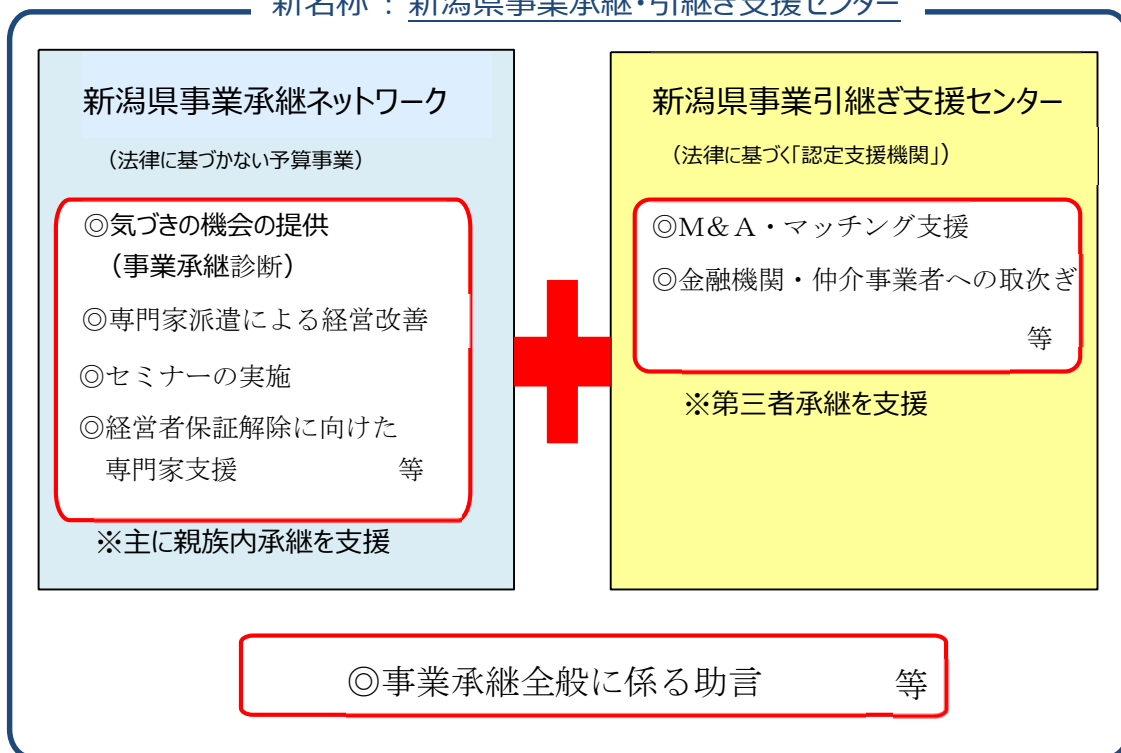 新名称：新潟県事業承継・引継ぎ支援センター
新潟県事業承継ネットワーク
（法律に基づかない予算事業）
◎気づきの機会の提供
（事業承継診断）
◎専門家派遣による経営改善
◎セミナーの実施
◎経営者保証解除に向けた
専門家支援　　　　　　等
※主に親族内承継を支援
新潟県事業引継ぎ支援センター
（法律に基づく「認定支援機関」）
◎Ｍ＆Ａ・マッチング支援
◎金融機関・仲介事業者への取次ぎ
等
※第三者承継を支援
◎事業承継全般に係る助言　　　　等